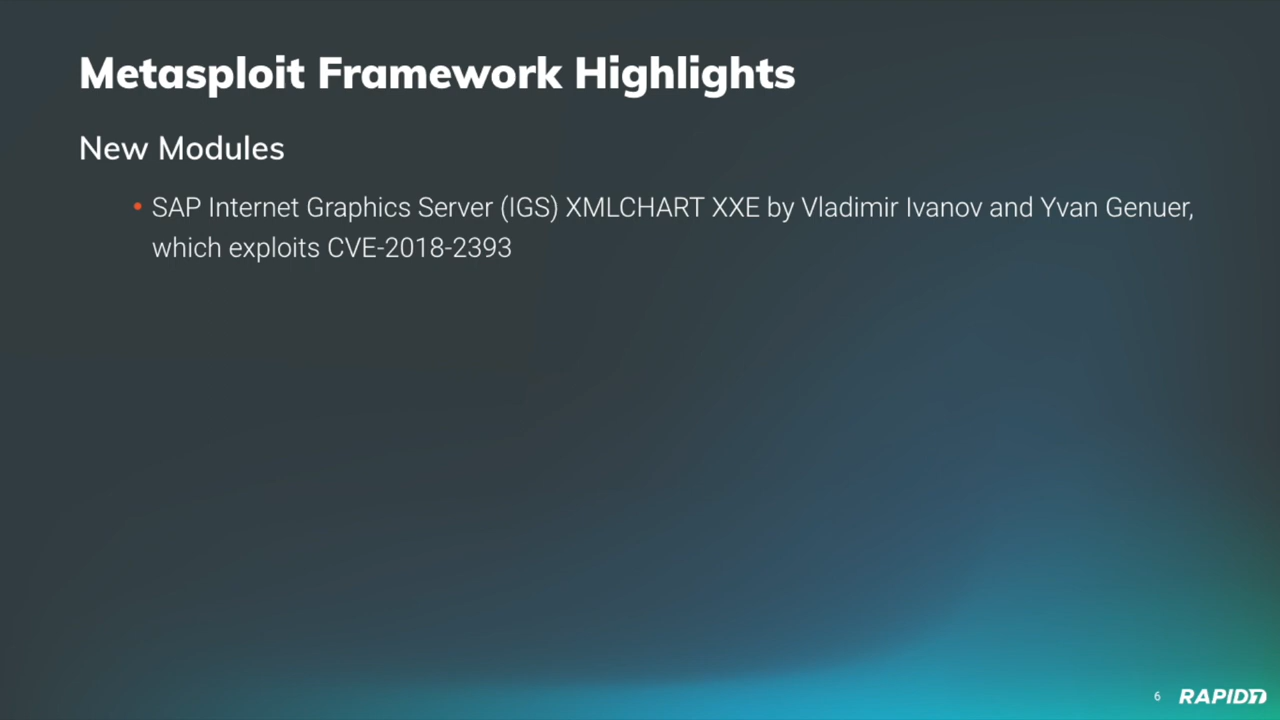 Metasploit Framework Highlights
New Modules
• SAP Internet Graphics Server (IGS) XMLCHART XXE by Vladimir Ivanov and Yvan Genuer,
which exploits CVE-2018-2393
6 RAPID7